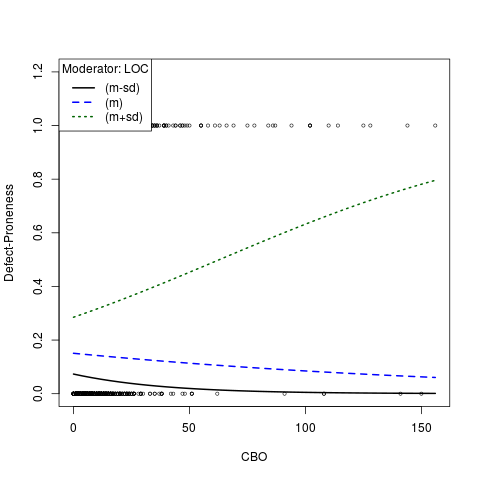 Moderator: LOC
(m-sd)
(m)
(m+sd)
1.2
1.0
0.8
0.6
0.4
0.2
0.0
Defect-Proneness
0 50 100 150
CBO